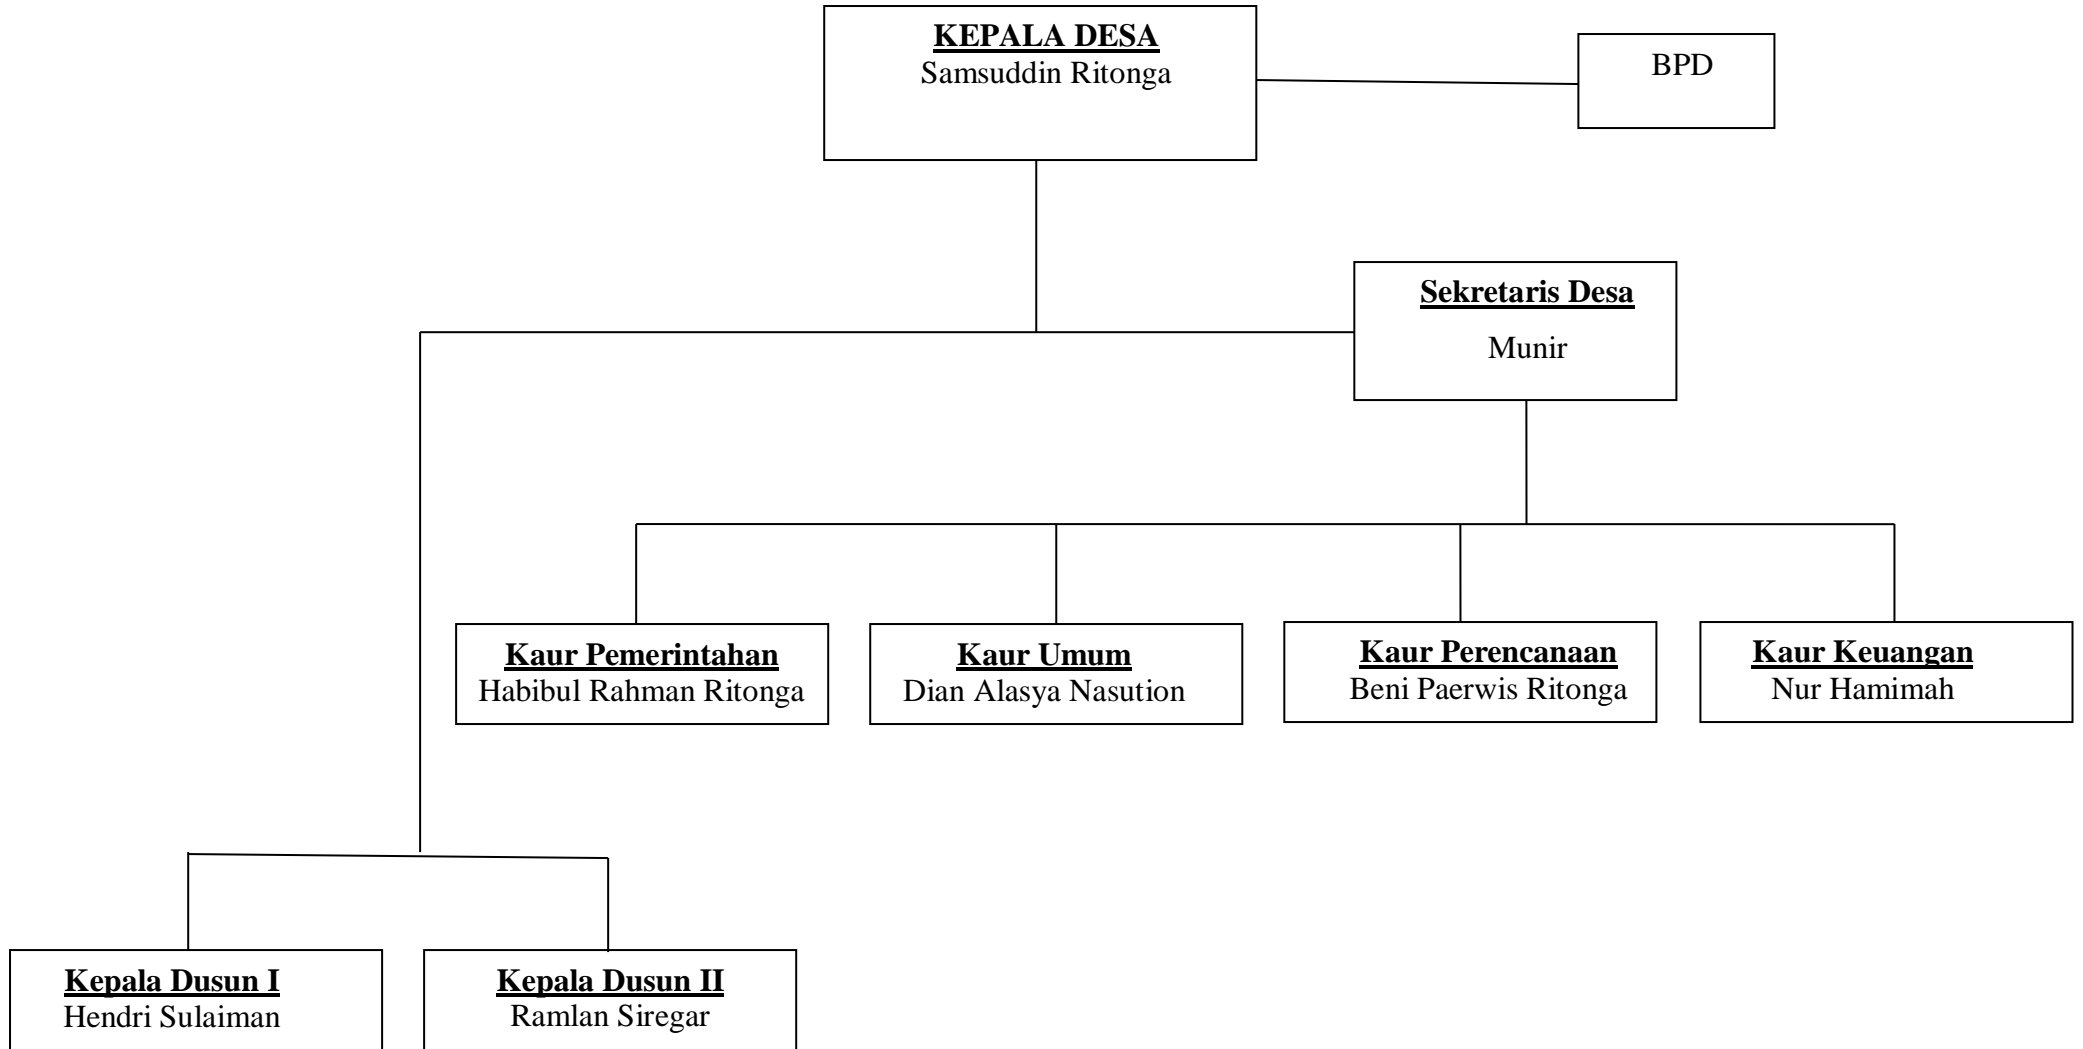 KEPALA DESA
Samsuddin Ritonga
BPD
Sekretaris Desa
Munir
Kaur Pemerintahan
Habibul Rahman Ritonga
Kaur Umum
Dian Alasya Nasution
Kaur Perencanaan
Beni Paerwis Ritonga
Kaur Keuangan
Nur Hamimah
Kepala Dusun I
Hendri Sulaiman
Kepala Dusun II
Ramlan Siregar